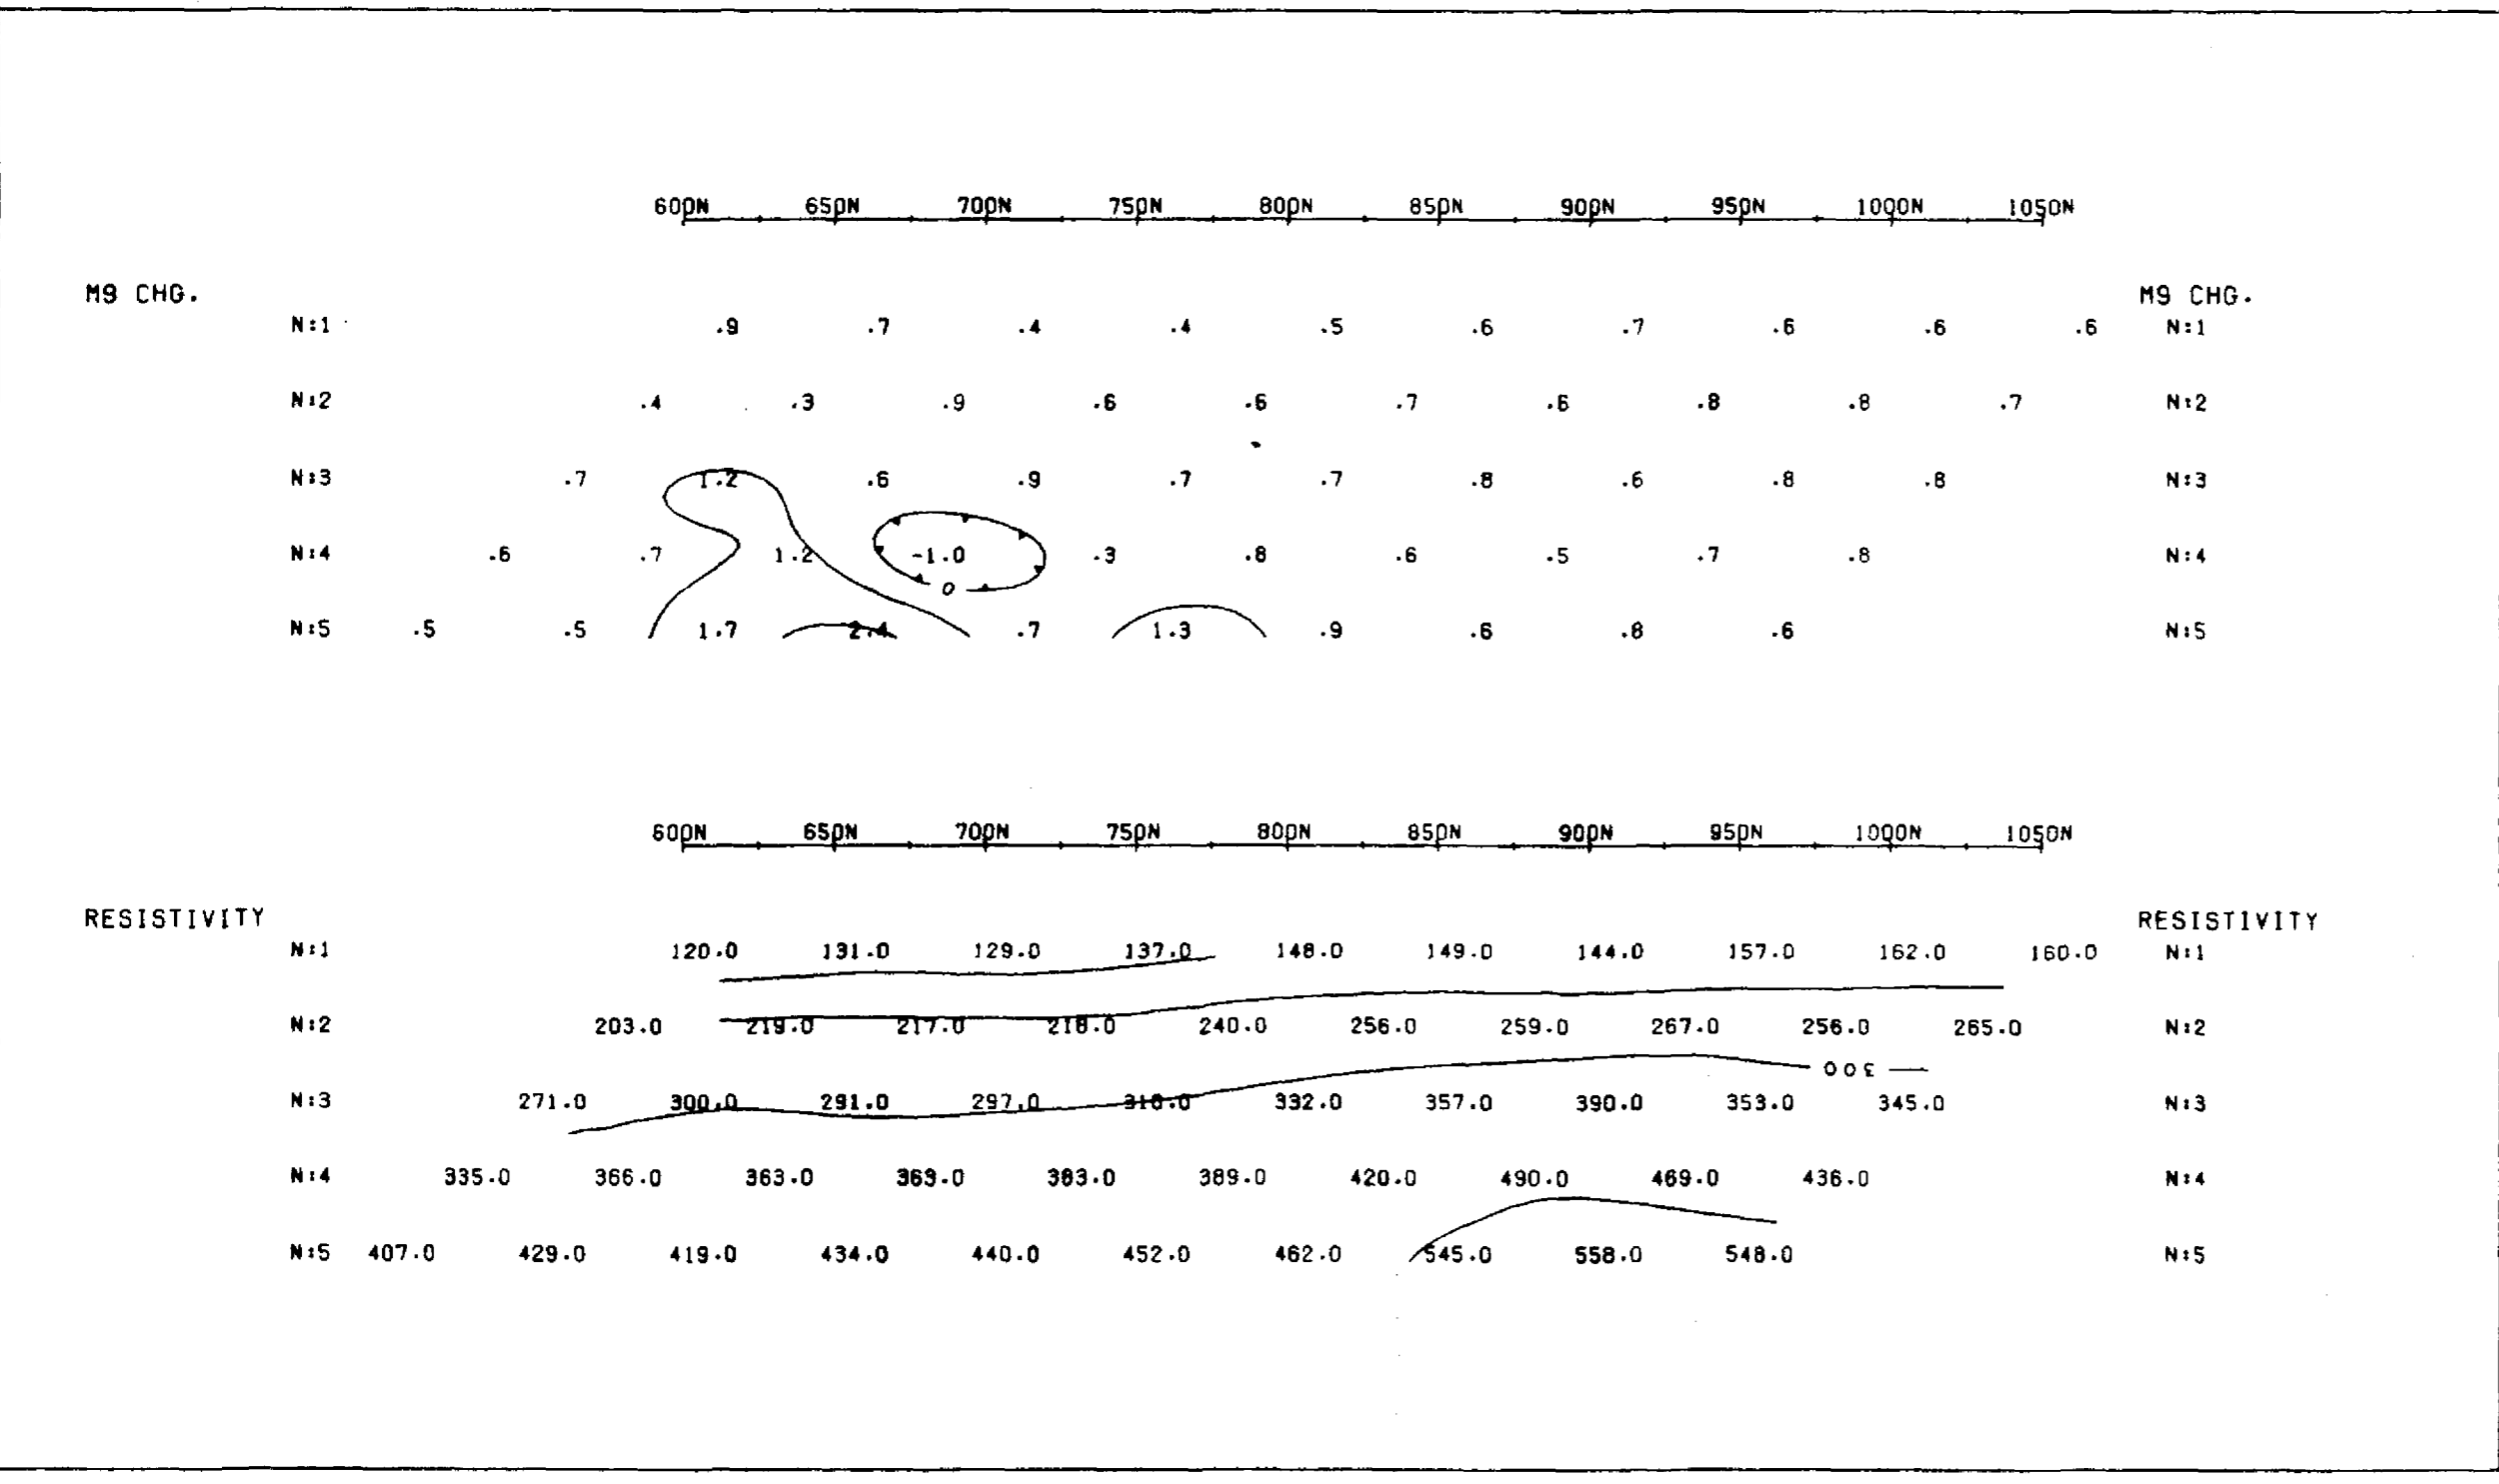 600N 650N 700N 750N 800N 850N 900N 950N 1000N 1050N
M9 CHG. M9 CHG.
N:1 .9 .7 .4 .4 .5 .6 .7 .6 .6 .6 N:1
N:2 .4 .3 .9 .6 .6 .7 .6 .8 .8 .7 N:2
N:3 .7 1.2 .6 .9 .7 .7 .8 .6 .8 .8 N:3
N:4 .6 .7 1.2 -1.0 .3 .8 .6 .5 .7 .8 N:4
0
N:5 .5 .5 1.7 2.4 .7 1.3 .9 .6 .8 .6 N:5
600N 650N 700N 750N 800N 850N 900N 950N 1000N 1050N
RESISTIVITY RESISTIVITY
N:1 120.0 131.0 129.0 137.0 148.0 149.0 144.0 157.0 162.0 160.0 N:1
N:2 203.0 219.0 217.0 218.0 240.0 256.0 259.0 267.0 256.0 265.0 N:2
300
N:3 271.0 300.0 291.0 297.0 318.0 332.0 357.0 390.0 353.0 345.0 N:3
N:4 335.0 366.0 363.0 369.0 383.0 389.0 420.0 490.0 469.0 436.0 N:4
N:5 407.0 429.0 419.0 434.0 440.0 452.0 462.0 545.0 558.0 548.0 N:5